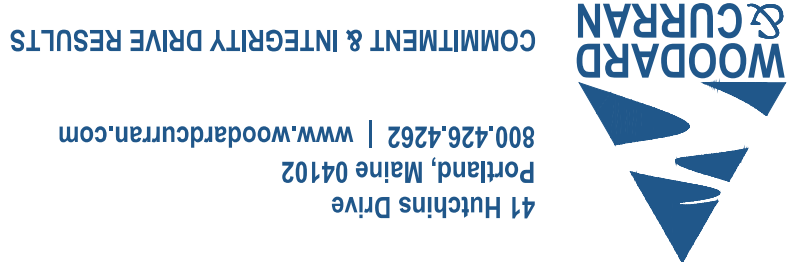 41 Hutchins Drive
Portland, Maine 04102
800.426.4262 | www.woodardcurran.com
COMMITMENT & INTEGRITY DRIVE RESULTS
WOODARD
& CURRAN